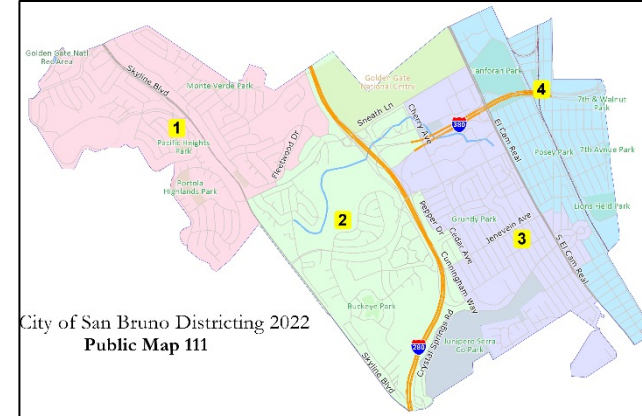 Golden Gate Natl
Rec Area
Skyline Blvd
Monte Verde Park
1
Pacific Heights
Park
Portola
Highlands Park
Fleetwood Dr
Golden Gate
National Cemt
Sneath Ln
Cherry Ave
380
anforan Park
4
7th & Walnut
Park
El Cam Real
Posey Park
7th Avnue Park
Lions Field Park
2
Pepper Dr
Cedar Ave
Grundy Park
Jenevein Ave
3
S El Cam Real
Cunningham Way
Buckeye Park
Crystal Springs Rd
280
Junipero Serra
Co Park
Skyline Blvd
City of San Bruno Districting 2022
Public Map 111